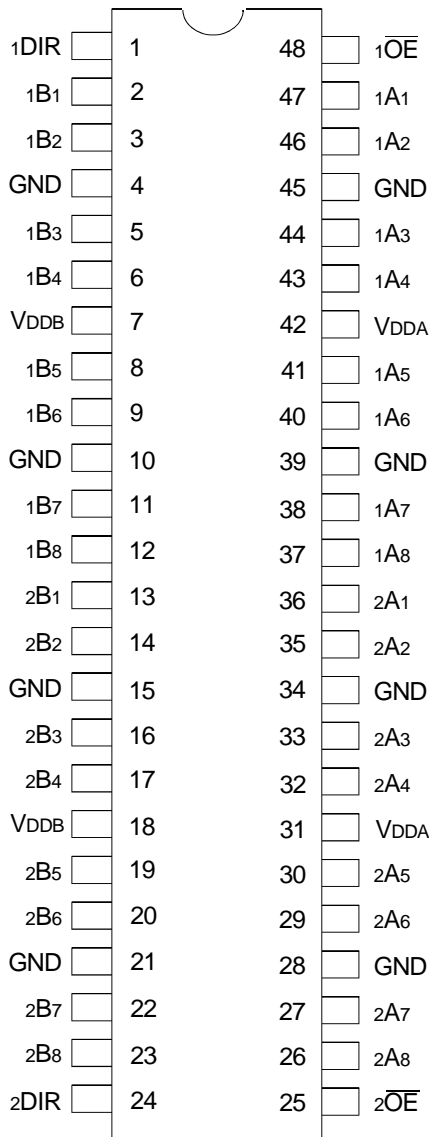 1DIR 1 48 1O̅E̅
1B1 2 47 1A1
1B2 3 46 1A2
GND 4 45 GND
1B3 5 44 1A3
1B4 6 43 1A4
VDDB 7 42 VDDA
1B5 8 41 1A5
1B6 9 40 1A6
GND 10 39 GND
1B7 11 38 1A7
1B8 12 37 1A8
2B1 13 36 2A1
2B2 14 35 2A2
GND 15 34 GND
2B3 16 33 2A3
2B4 17 32 2A4
VDDB 18 31 VDDA
2B5 19 30 2A5
2B6 20 29 2A6
GND 21 28 GND
2B7 22 27 2A7
2B8 23 26 2A8
2DIR 24 25 2O̅E̅